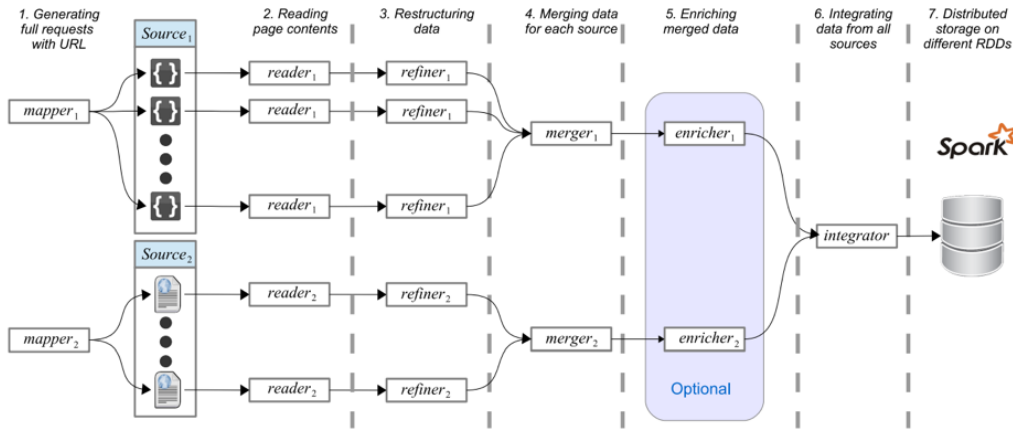 1. Generating
full requests
with URL
2. Reading
page contents
3. Restructuring
data
4. Merging data
for each source
5. Enriching
merged data
6. Integrating
data from all
sources
7. Distributed
storage on
different RDDs
Source₁
{ }
reader₁
refiner₁
mapper₁
{ }
reader₁
refiner₁
merger₁
enricher₁
Spark
{ }
reader₁
refiner₁
integrator
Source₂
reader₂
refiner₂
mapper₂
merger₂
enricher₂
reader₂
refiner₂
Optional